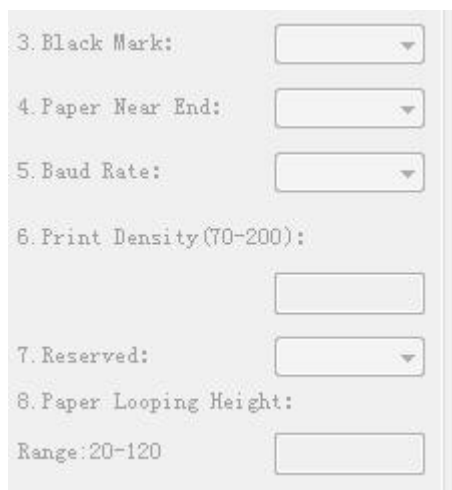 3.Black Mark:
4.Paper Near End:
5.Baud Rate:
6.Print Density(70-200):
7.Reserved:
8.Paper Looping Height:
Range:20-120